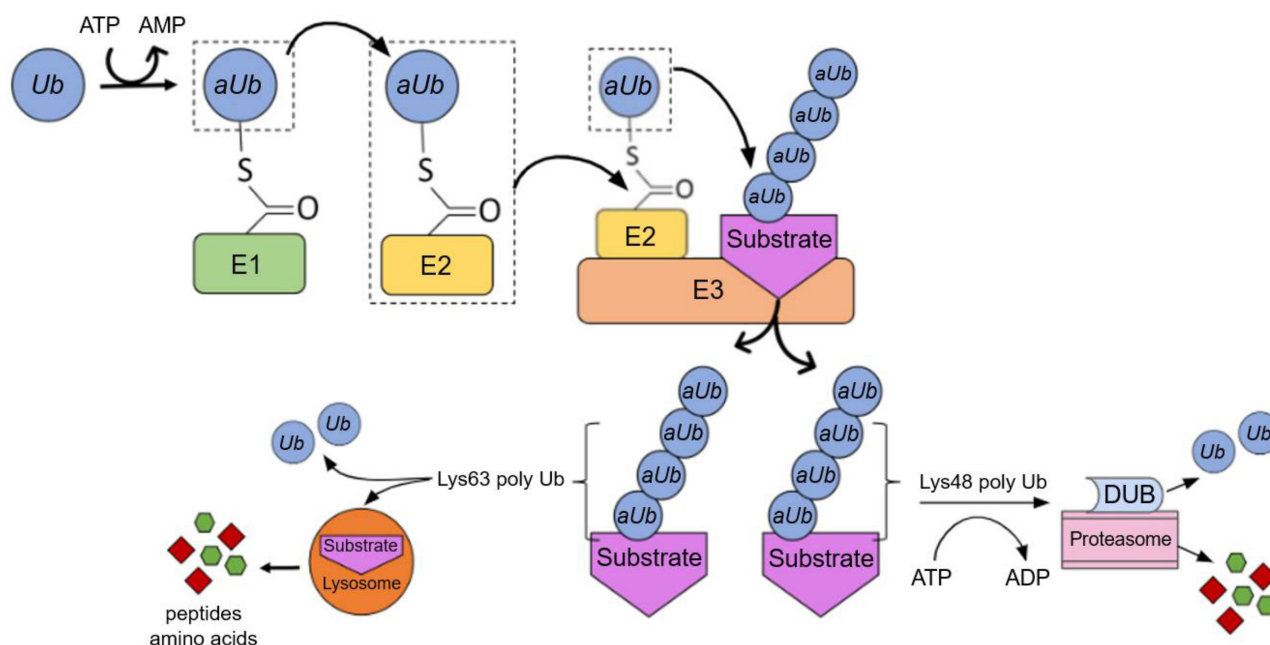 ATP AMP
Ub
aUb
aUb
aUb
aUb
aUb
aUb
aUb
S
S
S
O
O
O
E1
E2
E2
Substrate
E3
aUb
aUb
aUb
aUb
aUb
aUb
aUb
aUb
Ub
Ub
Ub
Ub
Lys63 poly Ub
Lys48 poly Ub
DUB
Proteasome
ATP
ADP
Substrate
Substrate
Substrate
Lysosome
peptides
amino acids